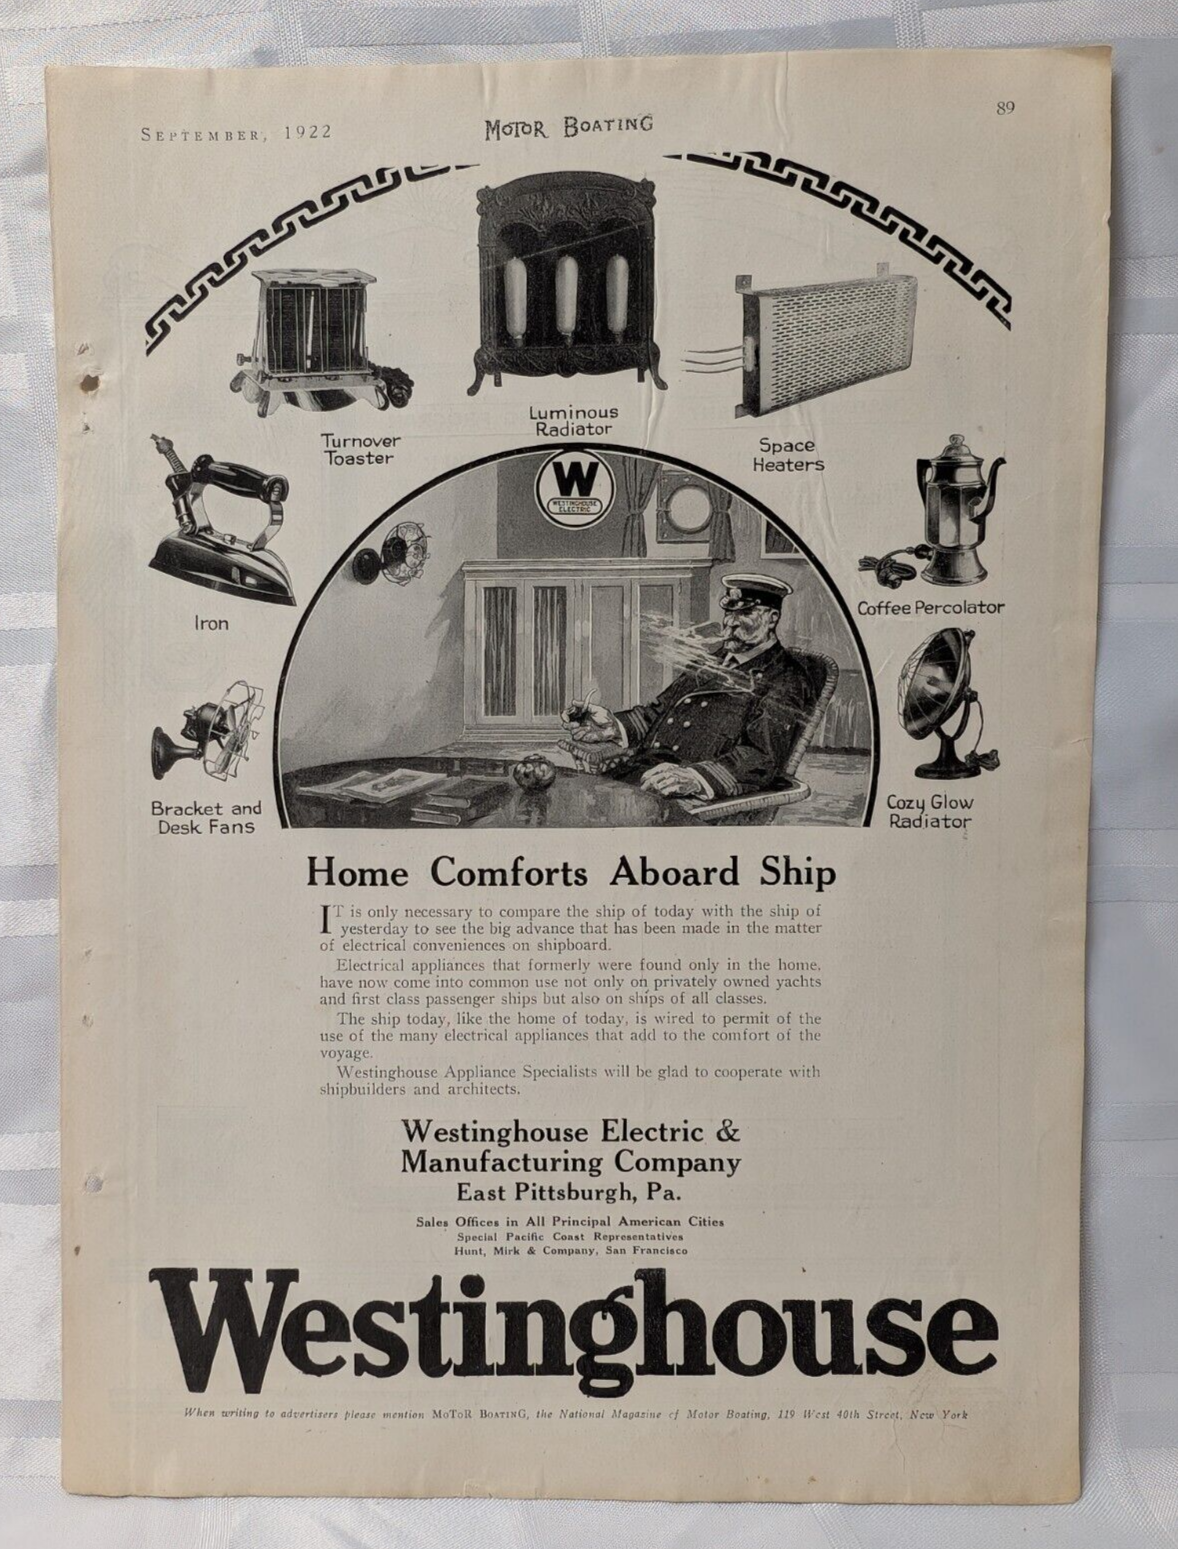 SEPTEMBER, 1922
MoToR BOATING
89
Turnover
Toaster
Luminous
Radiator
Space
Heaters
Iron
W
WESTINGHOUSE
ELECTRIC
Coffee Percolator
Bracket and
Desk Fans
Cozy Glow
Radiator
Home Comforts Aboard Ship
IT is only necessary to compare the ship of today with the ship of
yesterday to see the big advance that has been made in the matter
of electrical conveniences on shipboard.
Electrical appliances that formerly were found only in the home,
have now come into common use not only on privately owned yachts
and first class passenger ships but also on ships of all classes.
The ship today, like the home of today, is wired to permit of the
use of the many electrical appliances that add to the comfort of the
voyage.
Westinghouse Appliance Specialists will be glad to cooperate with
shipbuilders and architects.
Westinghouse Electric &
Manufacturing Company
East Pittsburgh, Pa.
Sales Offices in All Principal American Cities
Special Pacific Coast Representatives
Hunt, Mirk & Company, San Francisco
Westinghouse
When writing to advertisers please mention MoToR BOATING, the National Magazine of Motor Boating, 119 West 40th Street, New York